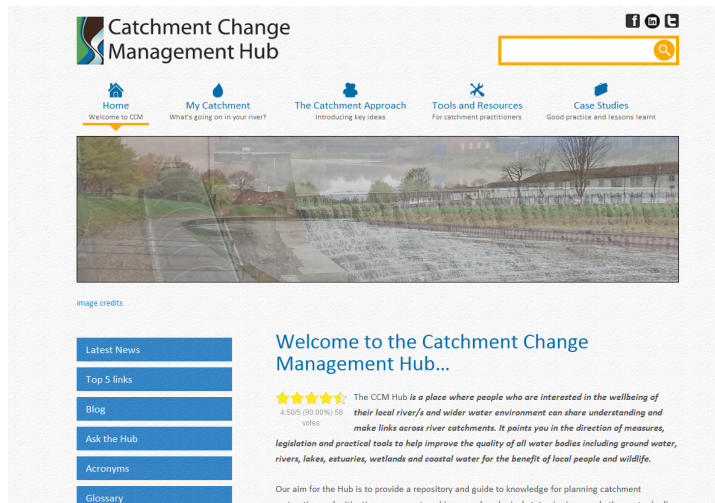 Catchment Change
Management Hub
Home
Welcome to CCM
My Catchment
What's going on in your river?
The Catchment Approach
Introducing key ideas
Tools and Resources
For catchment practitioners
Case Studies
Good practice and lessons learnt
image credits
Latest News
Top 5 links
Blog
Ask the Hub
Acronyms
Glossary
Welcome to the Catchment Change
Management Hub...
4.50/5 (90.00%) 58
votes
The CCM Hub is a place where people who are interested in the wellbeing of
their local river/s and wider water environment can share understanding and
make links across river catchments. It points you in the direction of measures,
legislation and practical tools to help improve the quality of all water bodies including ground water,
rivers, lakes, estuaries, wetlands and coastal water for the benefit of local people and wildlife.
Our aim for the Hub is to provide a repository and guide to knowledge for planning catchment